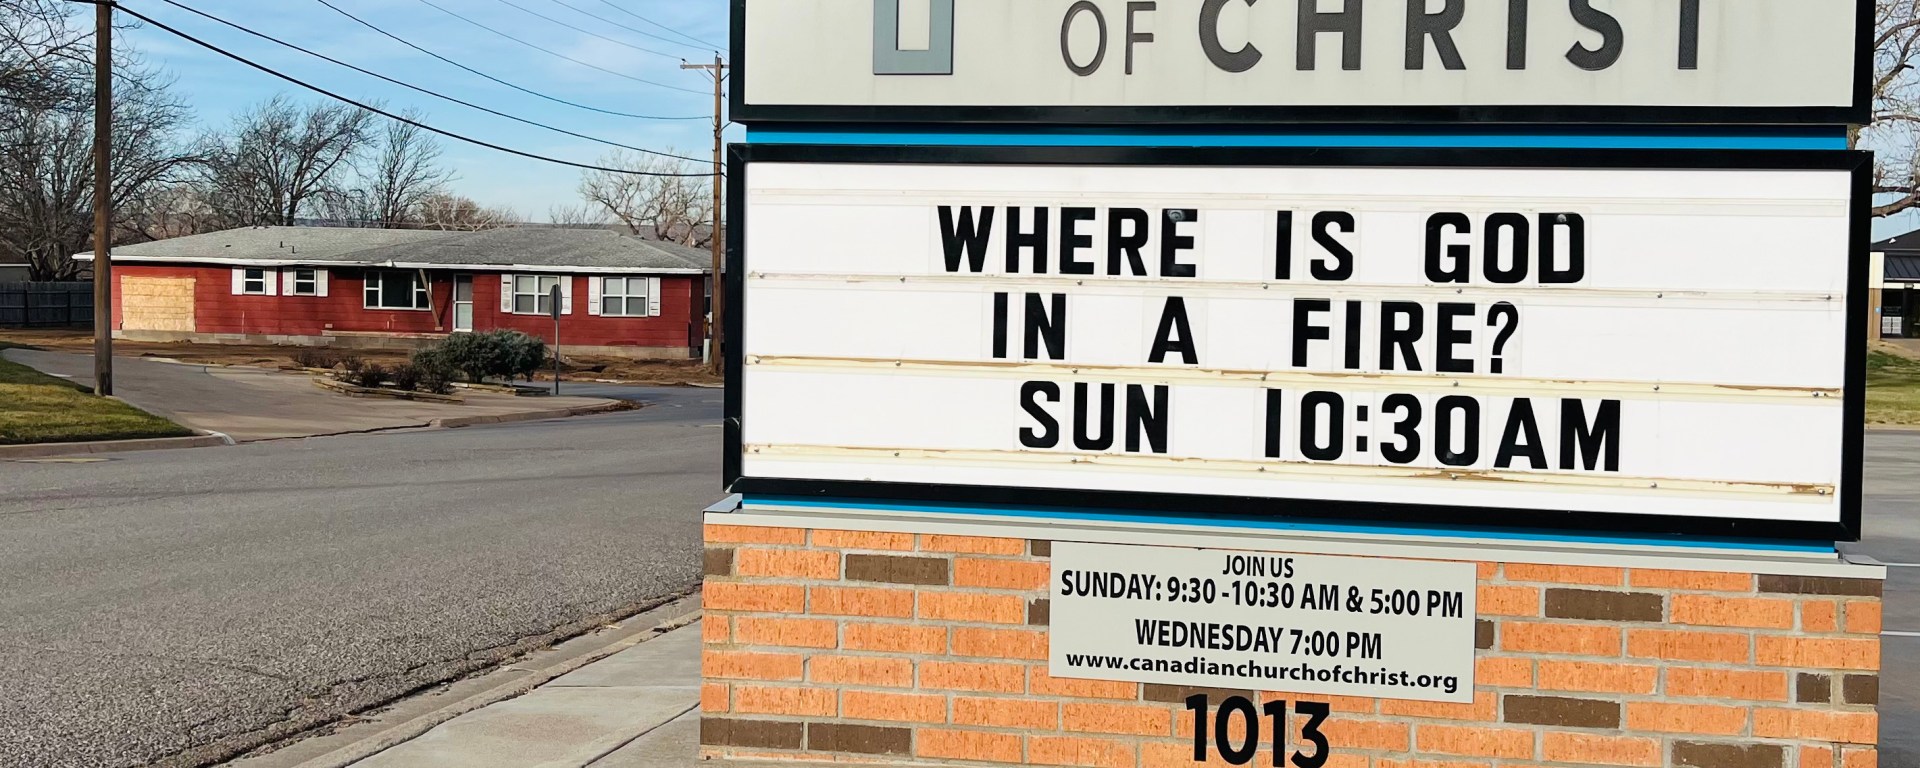 OF CHRIST
WHERE IS GOD
IN A FIRE?
SUN 10:30AM
JOIN US
SUNDAY: 9:30 -10:30 AM & 5:00 PM
WEDNESDAY 7:00 PM
www.canadianchurchofchrist.org
1013